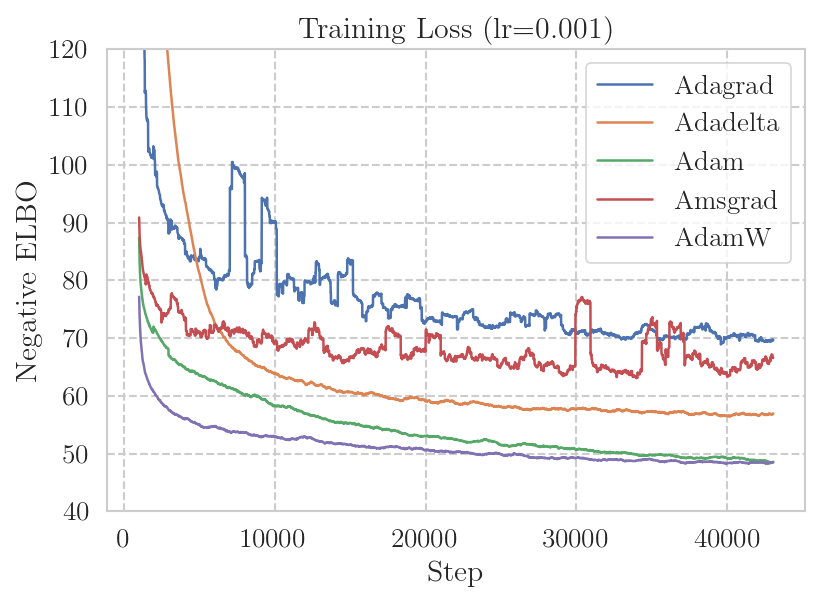 Training Loss (lr=0.001)
120
110
100
90
80
70
60
50
40
Negative ELBO
Adagrad
Adadelta
Adam
Amsgrad
AdamW
0
10000
20000
30000
40000
Step